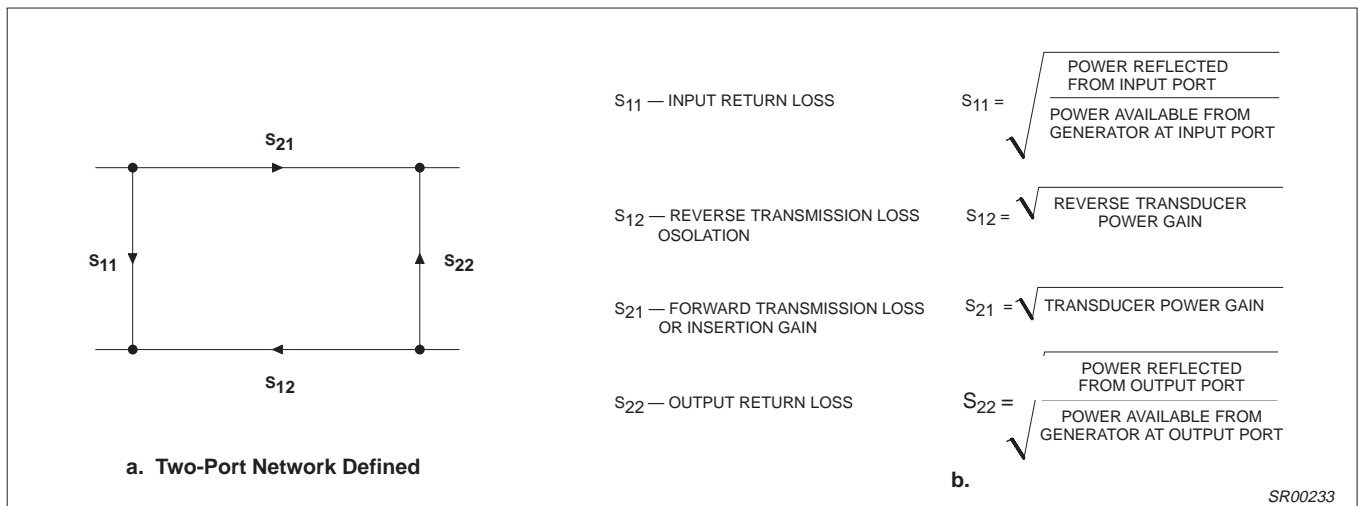 S21
S11
S22
S12
a. Two-Port Network Defined
S11 — INPUT RETURN LOSS
S11 = √
POWER REFLECTED
FROM INPUT PORT
POWER AVAILABLE FROM
GENERATOR AT INPUT PORT
S12 — REVERSE TRANSMISSION LOSS
OSOLATION
S12 = √
REVERSE TRANSDUCER
POWER GAIN
S21 — FORWARD TRANSMISSION LOSS
OR INSERTION GAIN
S21 = √ TRANSDUCER POWER GAIN
S22 — OUTPUT RETURN LOSS
S22 = √
POWER REFLECTED
FROM OUTPUT PORT
POWER AVAILABLE FROM
GENERATOR AT OUTPUT PORT
b.
SR00233